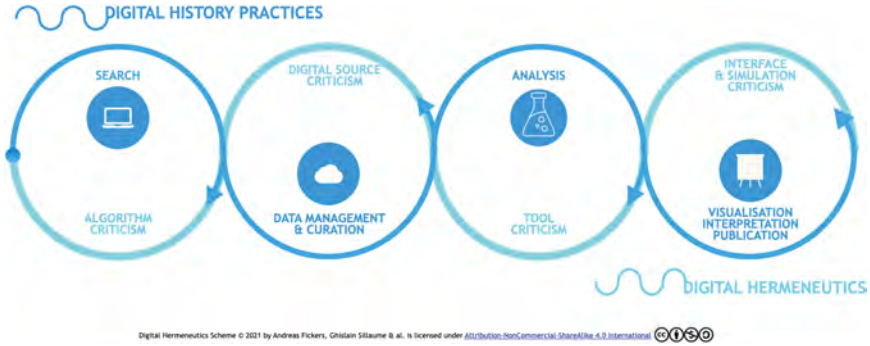 DIGITAL HISTORY PRACTICES
SEARCH
DIGITAL SOURCE
CRITICISM
ANALYSIS
INTERFACE
& SIMULATION
CRITICISM
ALGORITHM
CRITICISM
DATA MANAGEMENT
& CURATION
TOOL
CRITICISM
VISUALISATION
INTERPRETATION
PUBLICATION
DIGITAL HERMENEUTICS
Digital Hermeneutics Scheme © 2021 by Andreas Fickers, Ghislain Sillaume & al. is licensed under Attribution-NonCommercial-ShareAlike 4.0 International